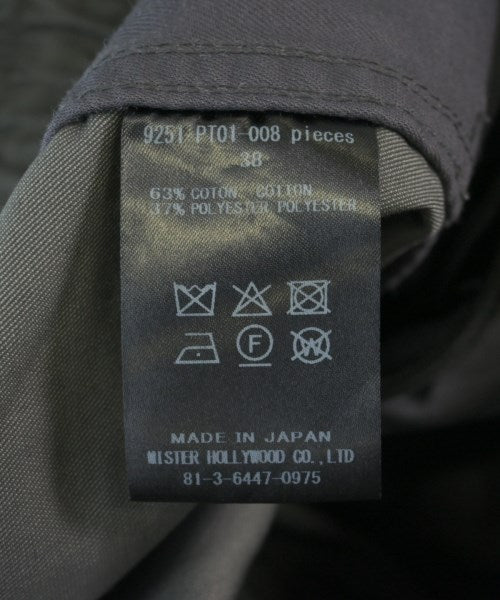 9251-PT01-008 pieces
38
63% COTON, COTTON
37% POLYESTER POLYESTER
F
W
MADE IN JAPAN
MISTER HOLLYWOOD CO.,LTD
81-3-6447-0975